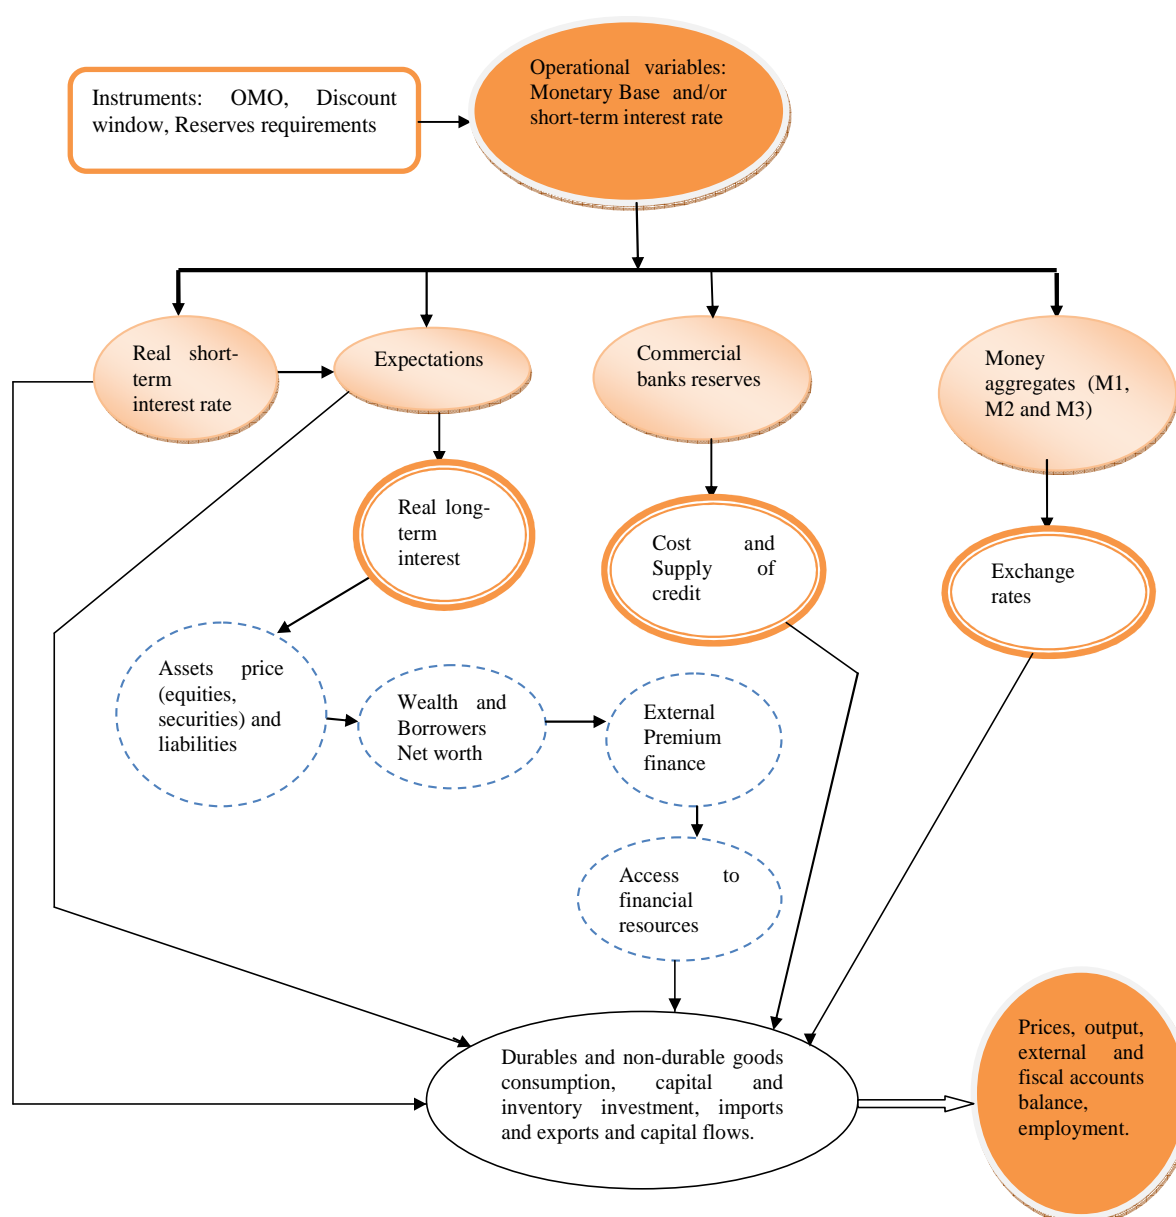 Operational variables:
Monetary Base and/or
short-term interest rate
Instruments: OMO, Discount
window, Reserves requirements
Real short-
term
interest rate
Expectations
Commercial
banks reserves
Money
aggregates (M1,
M2 and M3)
Real long-
term
interest
Cost and
Supply of
credit
Exchange
rates
Assets price
(equities,
securities) and
liabilities
Wealth and
Borrowers
Net worth
External
Premium
finance
Access to
financial
resources
Durables and non-durable goods
consumption, capital and
inventory investment, imports
and exports and capital flows.
Prices, output,
external and
fiscal accounts
balance,
employment.